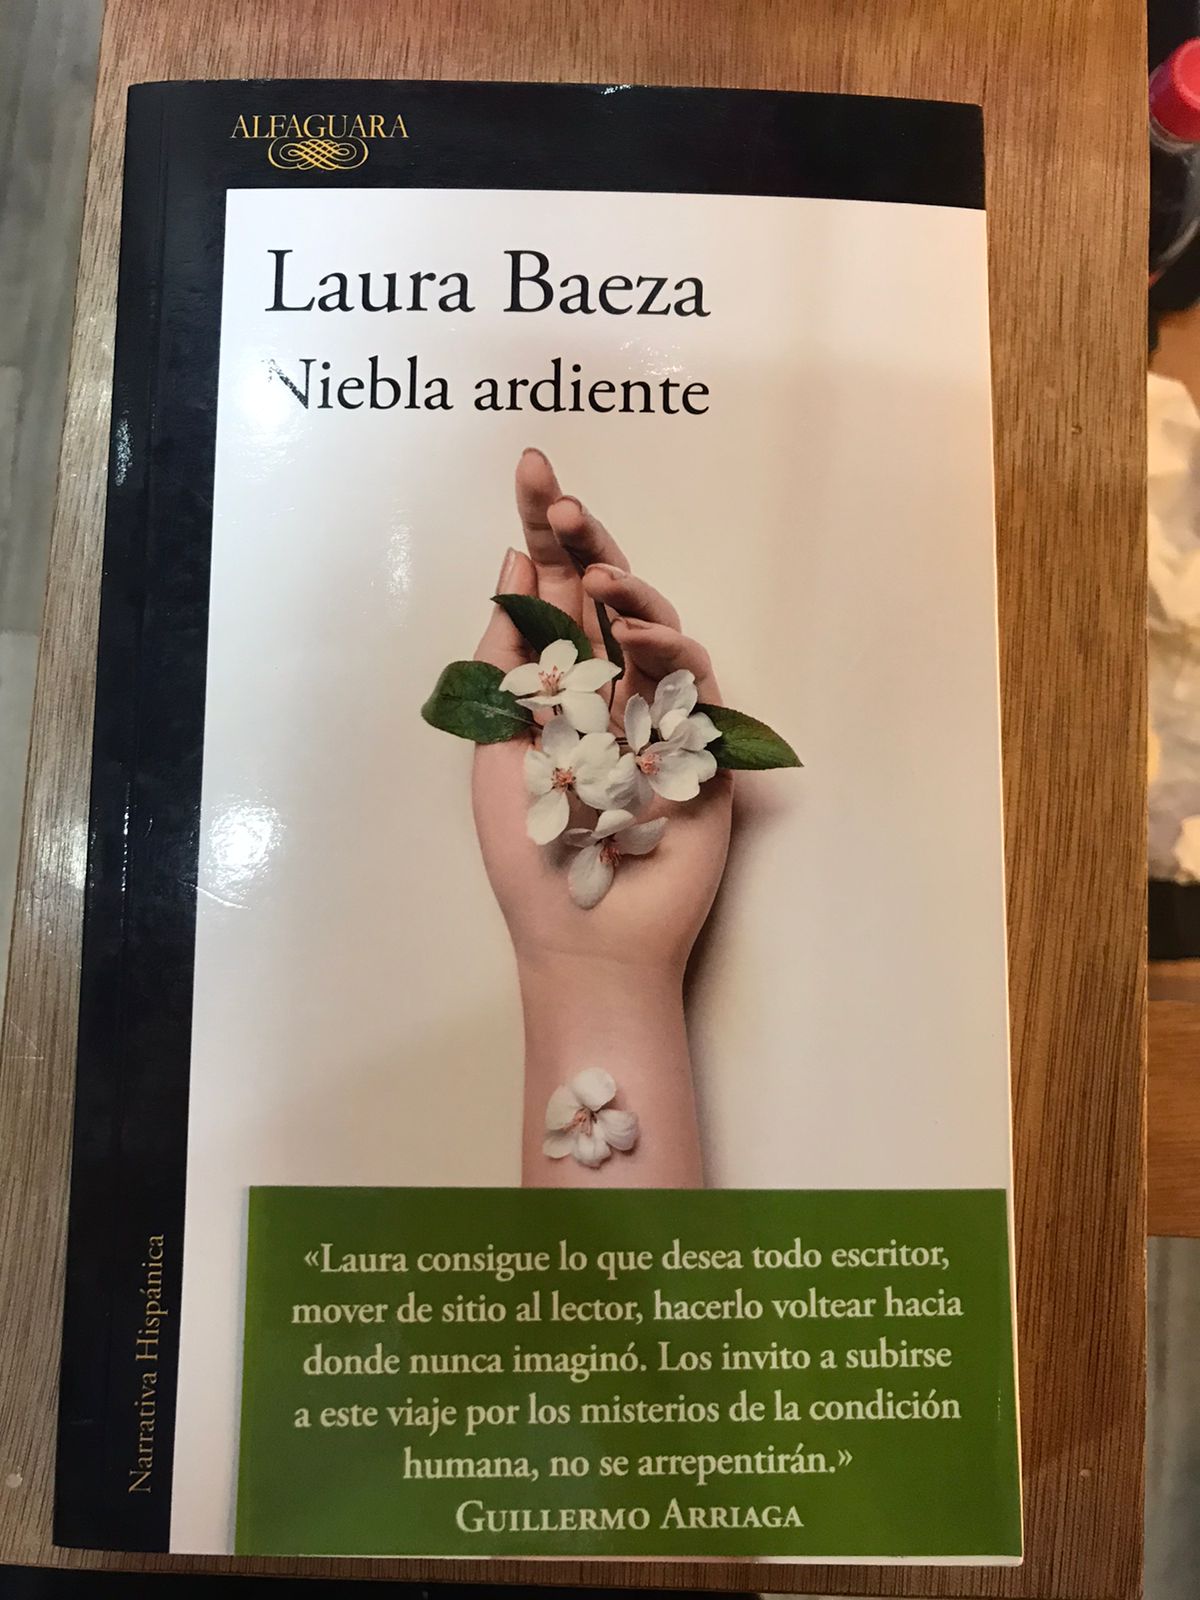 ALFAGUARA
Laura Baeza
Niebla ardiente
Narrativa Hispánica
«Laura consigue lo que desea todo escritor,
mover de sitio al lector, hacerlo voltear hacia
donde nunca imaginó. Los invito a subirse
a este viaje por los misterios de la condición
humana, no se arrepentirán.»
GUILLERMO ARRIAGA